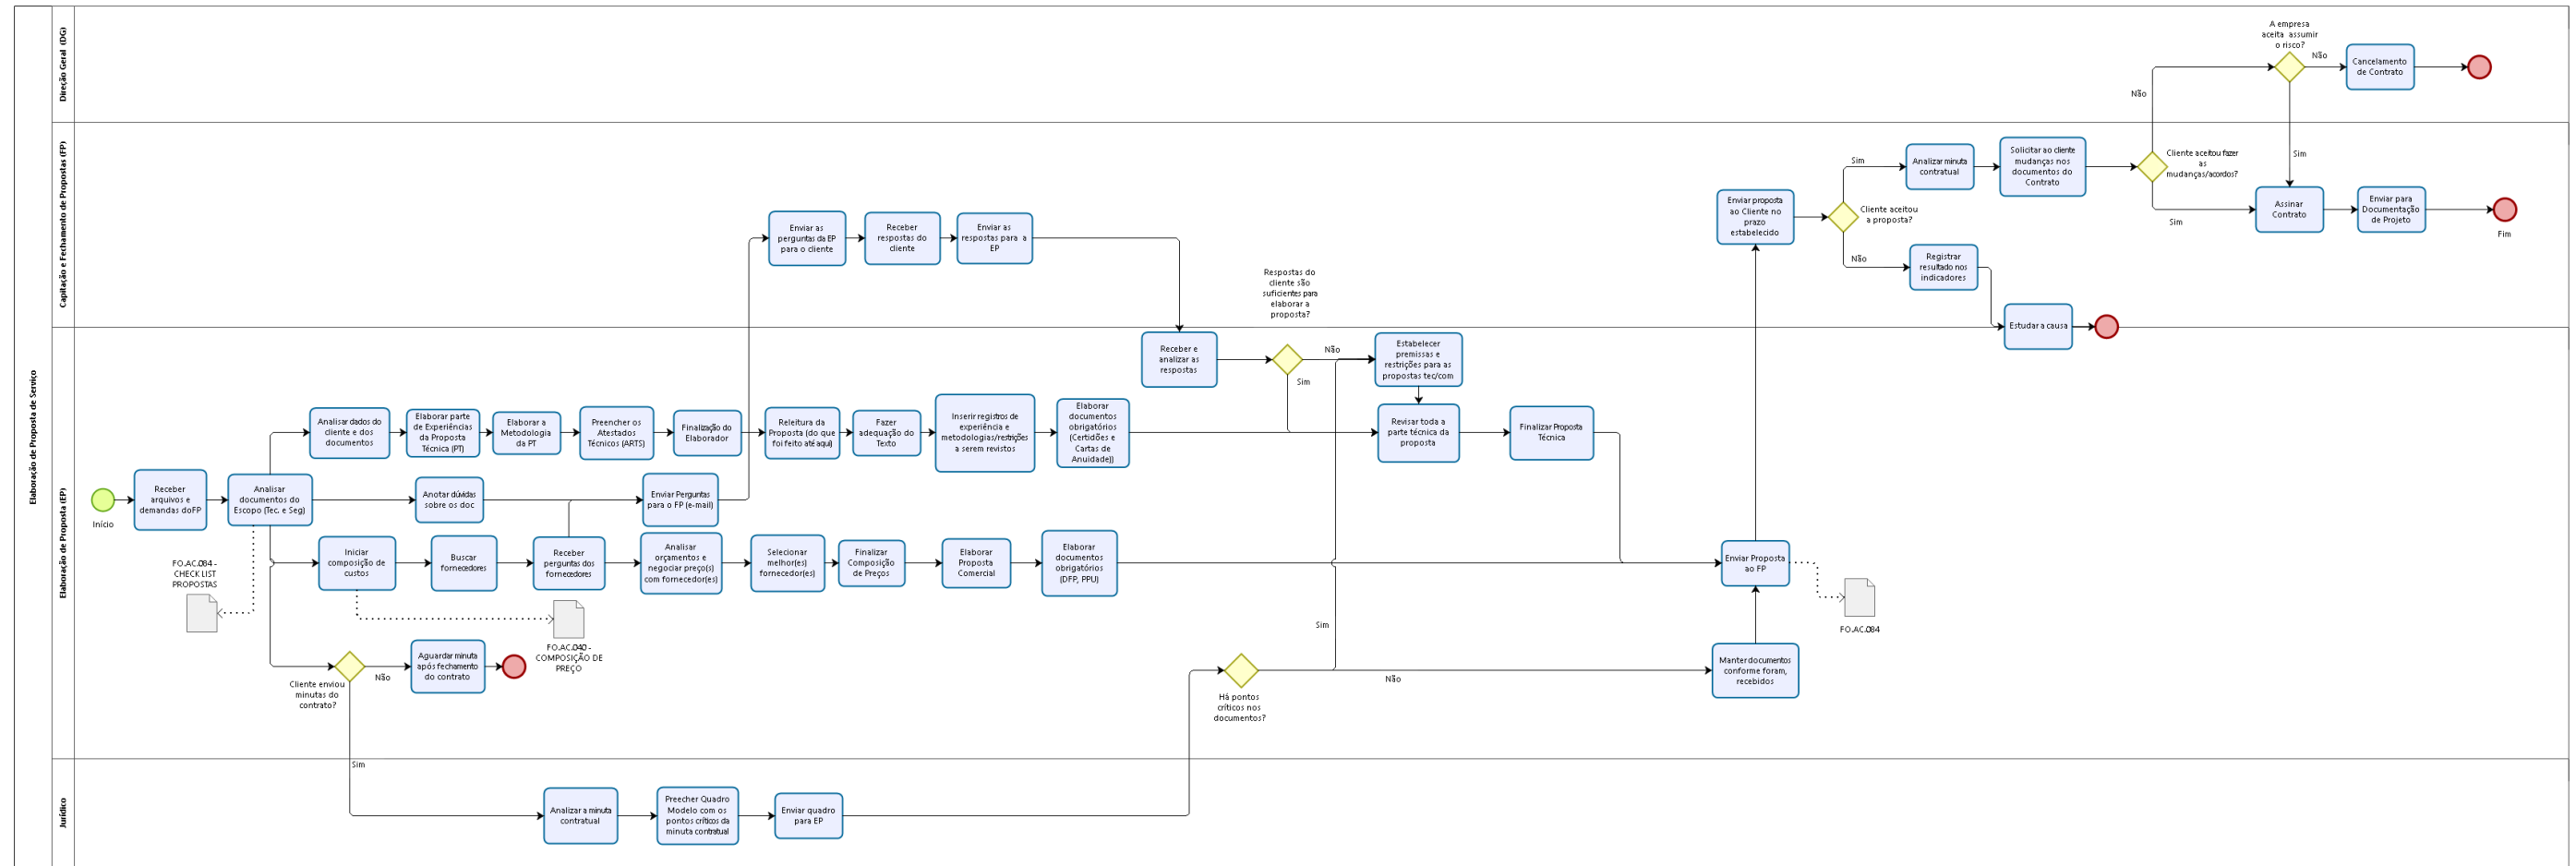 Elaboração de Proposta de Serviço
Direção Geral (DG)
A empresa
aceita assumir
o risco?
Não
Cancelamento
de Contrato
Não
Sim
Capitação e Fechamento de Propostas (FP)
Enviar as
perguntas da EP
para o cliente
Receber
respostas do
cliente
Enviar as
respostas para a
EP
Enviar proposta
ao Cliente no
prazo
estabelecido
Cliente aceitou
a proposta?
Sim
Analizar minuta
contratual
Solicitar ao cliente
mudanças nos
documentos do
Contrato
Cliente aceitou fazer
as
mudanças/acordos?
Sim
Assinar
Contrato
Enviar para
Documentação
de Projeto
Fim
Não
Registrar
resultado nos
indicadores
Estudar a causa
Elaboração de Proposta (EP)
Respostas do
cliente são
suficientes para
elaborar a
proposta?
Receber e
analizar as
respostas
Não
Sim
Estabelecer
premissas e
restrições para as
propostas tec/com
Analisar dados do
cliente e dos
documentos
Elaborar parte
de Experiências
da Proposta
Técnica (PT)
Elaborar a
Metodologia
da PT
Preencher os
Atestados
Técnicos (ARTS)
Finalização do
Elaborador
Releitura da
Proposta (do que
foi feito até aqui)
Fazer
adequação do
Texto
Inserir registros de
experiência e
metodologias/restrições
a serem revistos
Elaborar
documentos
obrigatórios
(Certidões e
Cartas de
Anuidade))
Revisar toda a
parte técnica da
proposta
Finalizar Proposta
Técnica
Início
Receber
arquivos e
demandas doFP
Analisar
documentos do
Escopo (Tec. e Seg)
Anotar dúvidas
sobre os doc
Enviar Perguntas
para o FP (e-mail)
Iniciar
composição de
custos
Buscar
fornecedores
Receber
perguntas dos
fornecedores
Analisar
orçamentos e
negociar preço(s)
com fornecedor(es)
Selecionar
melhor(es)
fornecedor(es)
Finalizar
Composição
de Preços
Elaborar
Proposta
Comercial
Elaborar
documentos
obrigatórios
(DFP, PPU)
Enviar Proposta
ao FP
FO.AC.084 -
CHECK LIST
PROPOSTAS
FO.AC.040 -
COMPOSIÇÃO DE
PREÇO
FO.AC.084
Cliente enviou
minutas do
contrato?
Não
Aguardar minuta
após fechamento
do contrato
Sim
Há pontos
críticos nos
documentos?
Sim
Não
Manter documentos
conforme foram,
recebidos
Jurídico
Analizar a minuta
contratual
Preecher Quadro
Modelo com os
pontos críticos da
minuta contratual
Enviar quadro
para EP